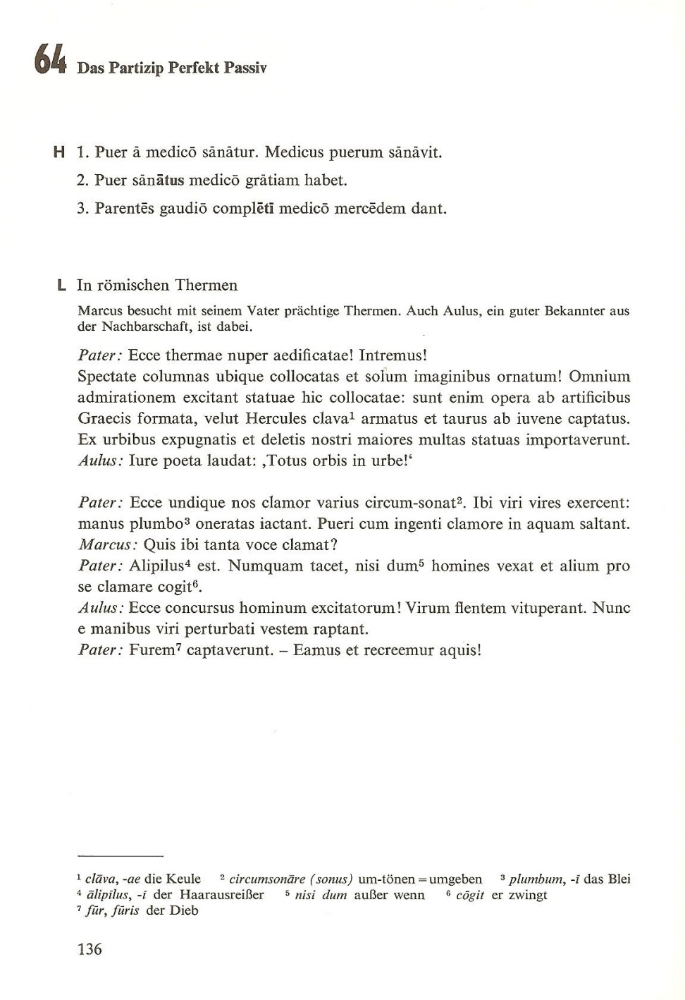 64 Das Partizip Perfekt Passiv
H 1. Puer ā medicō sānātur. Medicus puerum sānāvit.
2. Puer sānātus medicō grātiam habet.
3. Parentēs gaudiō complētī medicō mercēdem dant.
L In römischen Thermen
Marcus besucht mit seinem Vater prächtige Thermen. Auch Aulus, ein guter Bekannter aus
der Nachbarschaft, ist dabei.
Pater: Ecce thermae nuper aedificatae! Intremus!
Spectate columnas ubique collocatas et solum imaginibus ornatum! Omnium
admirationem excitant statuae hic collocatae: sunt enim opera ab artificibus
Graecis formata, velut Hercules clava¹ armatus et taurus ab iuvene captatus.
Ex urbibus expugnatis et deletis nostri maiores multas statuas importaverunt.
Aulus: Iure poeta laudat: ‚Totus orbis in urbe!‘
Pater: Ecce undique nos clamor varius circum-sonat². Ibi viri vires exercent:
manus plumbo³ oneratas iactant. Pueri cum ingenti clamore in aquam saltant.
Marcus: Quis ibi tanta voce clamat?
Pater: Alipilus⁴ est. Numquam tacet, nisi dum⁵ homines vexat et alium pro
se clamare cogit⁶.
Aulus: Ecce concursus hominum excitatorum! Virum flentem vituperant. Nunc
e manibus viri perturbati vestem raptant.
Pater: Furem⁷ captaverunt. – Eamus et recreemur aquis!
¹ clāva, -ae die Keule ² circumsonāre (sonus) um-tönen = umgeben ³ plumbum, -ī das Blei
⁴ ālipilus, -ī der Haarausreißer ⁵ nisi dum außer wenn ⁶ cōgit er zwingt
⁷ fūr, fūris der Dieb
136